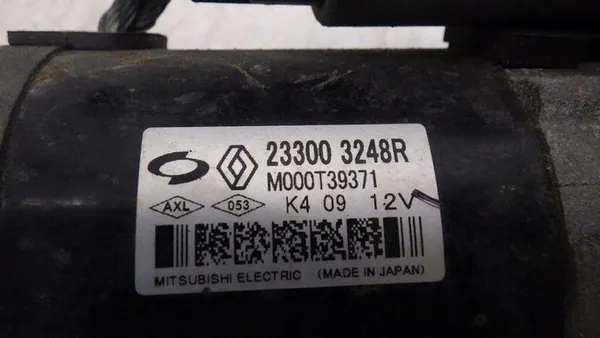 23300 3248R
M000T39371
AXL 053 K4 09 12V
MITSUBISHI ELECTRIC (MADE IN JAPAN)